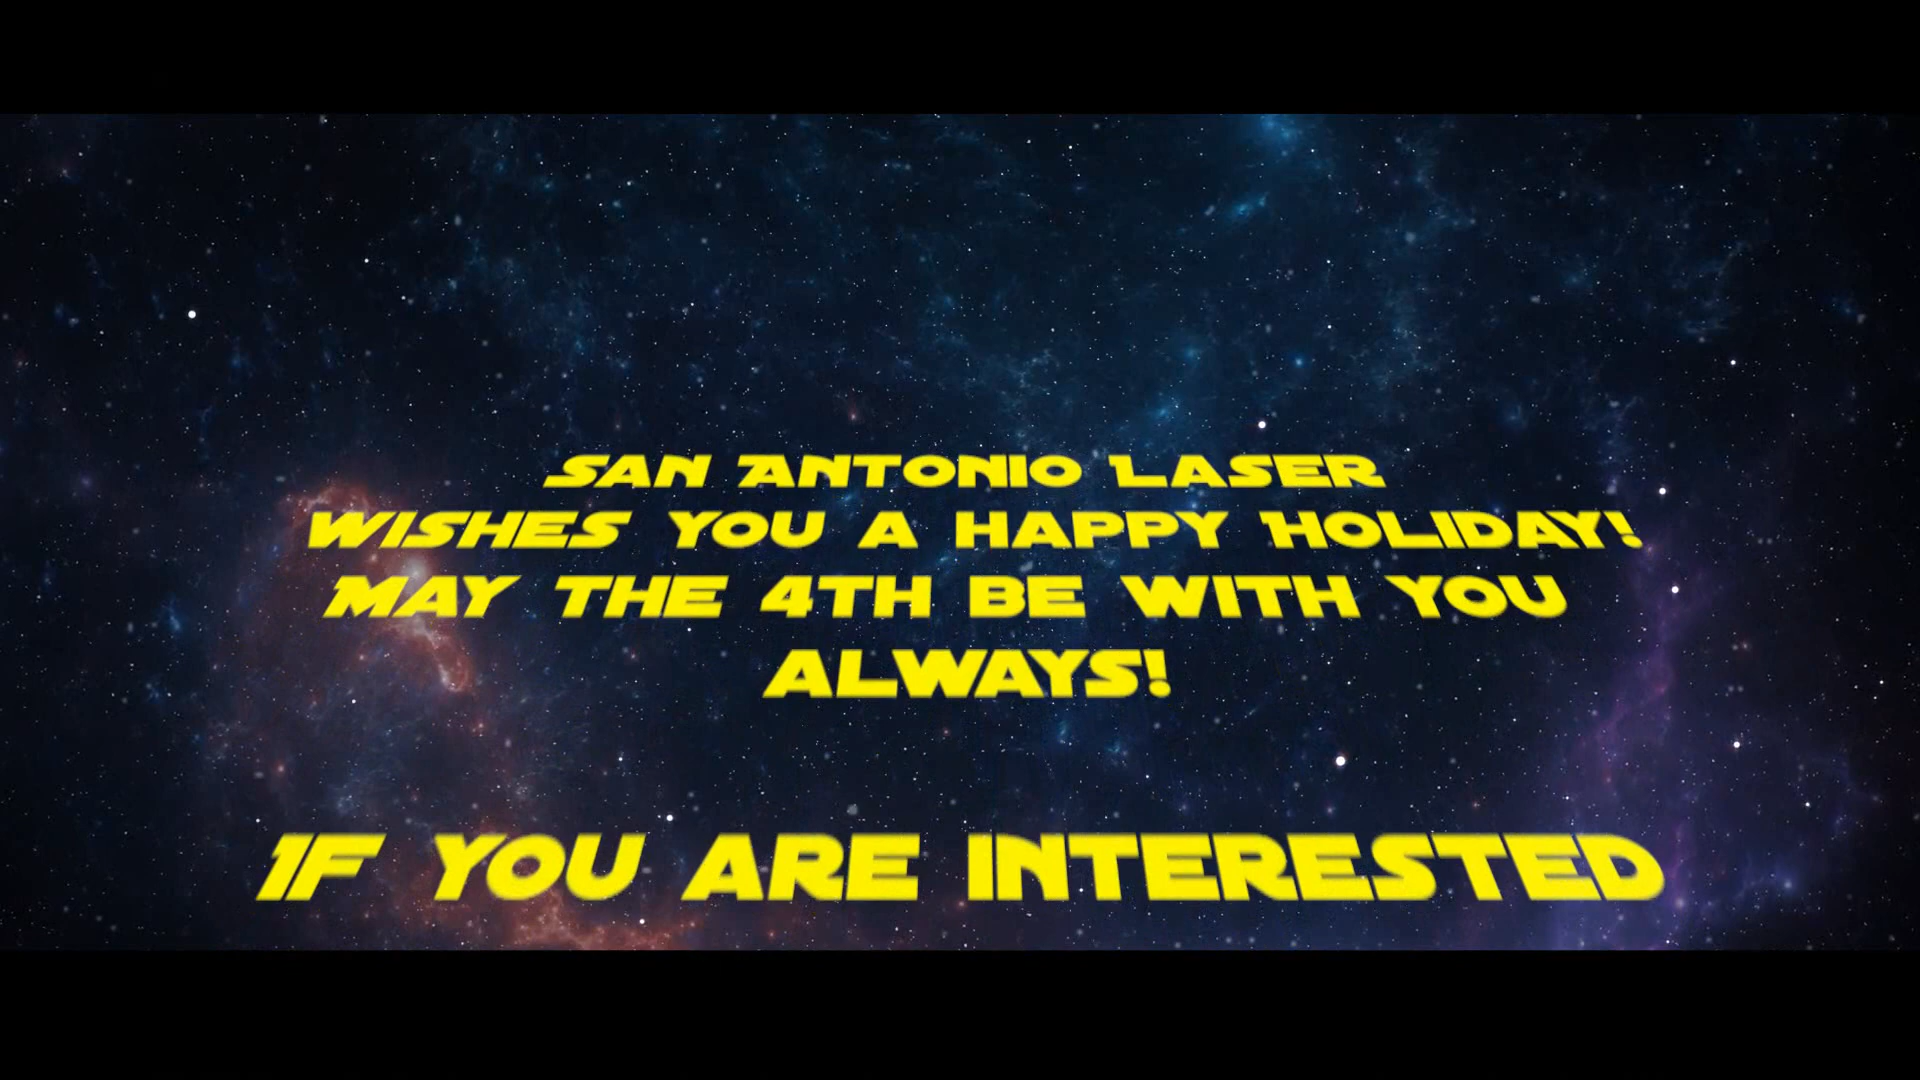 San Antonio Laser
Wishes you a happy Holiday!
May the 4th be with you
always!
If you are interested